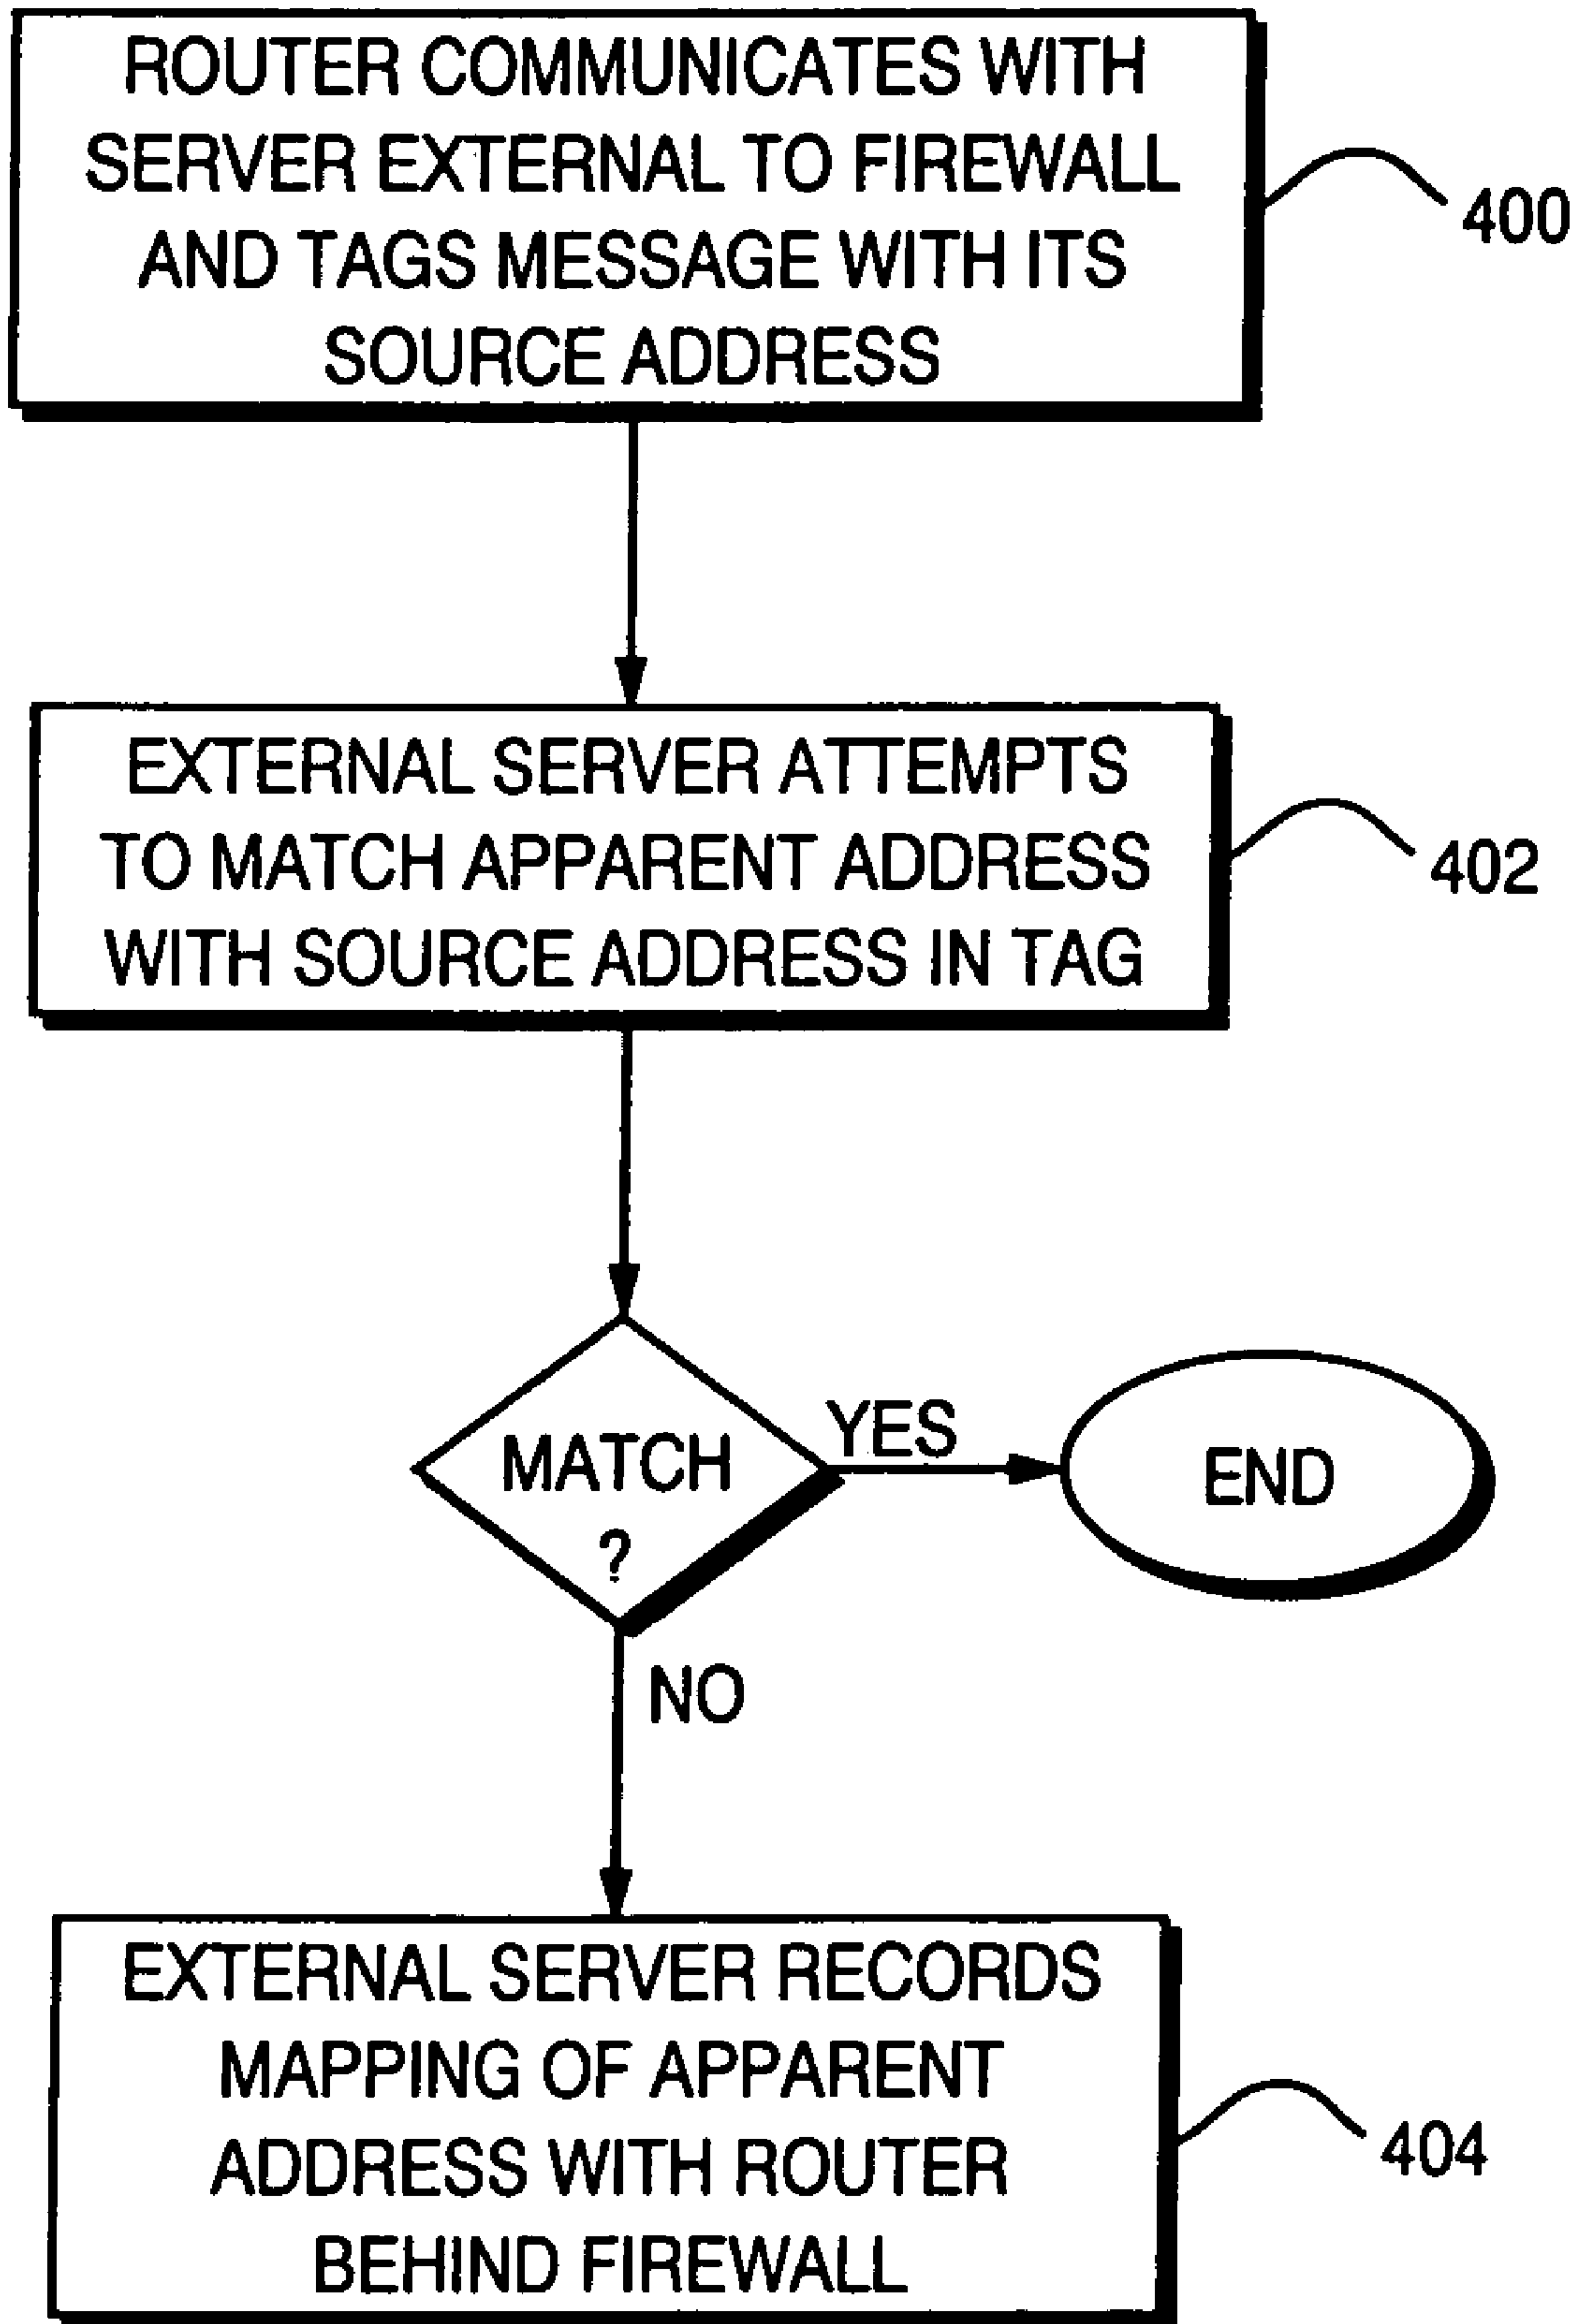 ROUTER COMMUNICATES WITH
SERVER EXTERNAL TO FIREWALL
AND TAGS MESSAGE WITH ITS
SOURCE ADDRESS
400
EXTERNAL SERVER ATTEMPTS
TO MATCH APPARENT ADDRESS
WITH SOURCE ADDRESS IN TAG
402
MATCH
?
YES
END
NO
EXTERNAL SERVER RECORDS
MAPPING OF APPARENT
ADDRESS WITH ROUTER
BEHIND FIREWALL
404